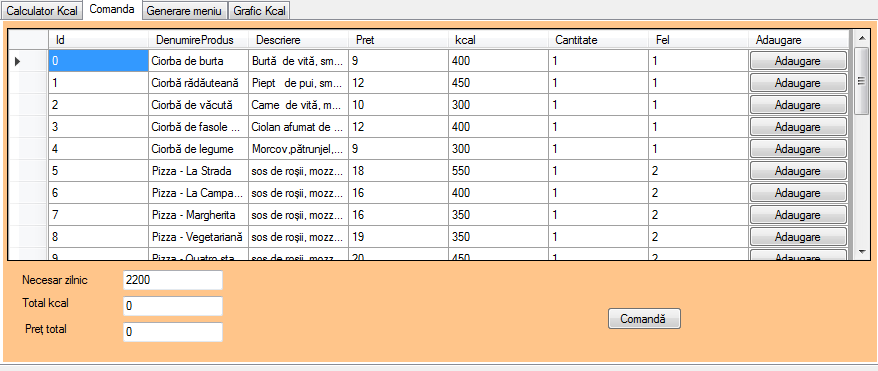 Calculator Kcal Comanda Generare meniu Grafic Kcal
Id DenumireProdus Descriere Pret kcal Cantitate Fel Adaugare
0 Ciorba de burta Burtă de vită, sm... 9 400 1 1 Adaugare
1 Ciorbă rădăuteană Piept de pui, sm... 12 450 1 1 Adaugare
2 Ciorbă de văcută Carne de vită, m... 10 300 1 1 Adaugare
3 Ciorbă de fasole ... Ciolan afumat de ... 12 400 1 1 Adaugare
4 Ciorbă de legume Morcov,pătrunjel,... 9 300 1 1 Adaugare
5 Pizza - La Strada sos de roșii, mozz... 18 550 1 2 Adaugare
6 Pizza - La Campa... sos de roșii, mozz... 16 400 1 2 Adaugare
7 Pizza - Margherita sos de roșii, mozz... 16 350 1 2 Adaugare
8 Pizza - Vegetariană sos de roșii, mozz... 19 350 1 2 Adaugare
9 Pizza - Quatro sta... sos de roșii, mozz... 20 450 1 2 Adaugare
Necesar zilnic 2200
Total kcal 0
Preț total 0
Comandă